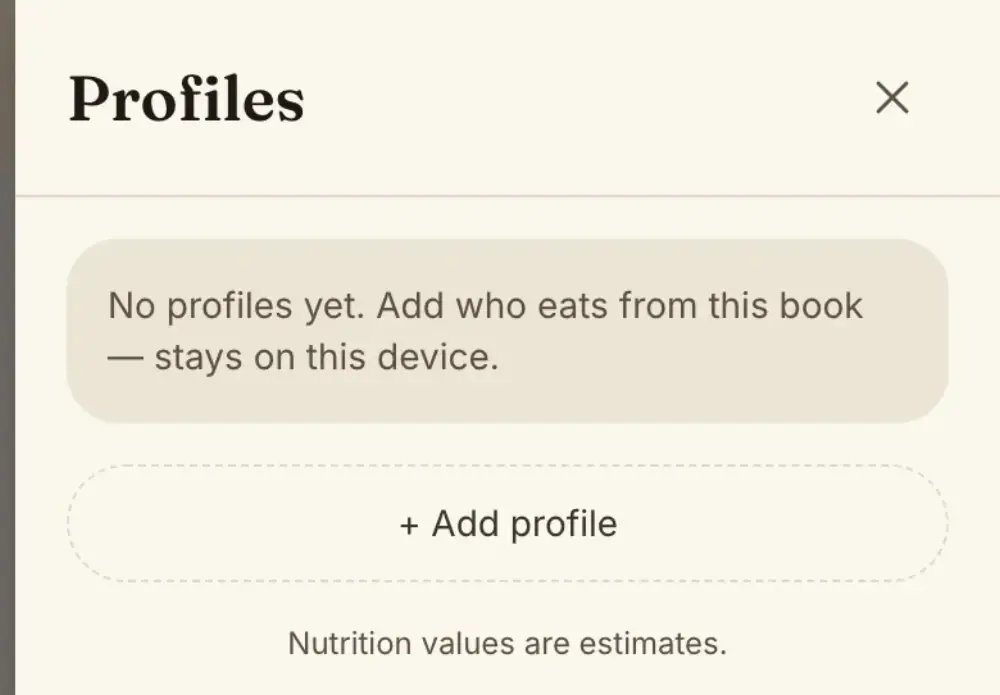 Profiles
No profiles yet. Add who eats from this book
— stays on this device.
+ Add profile
Nutrition values are estimates.